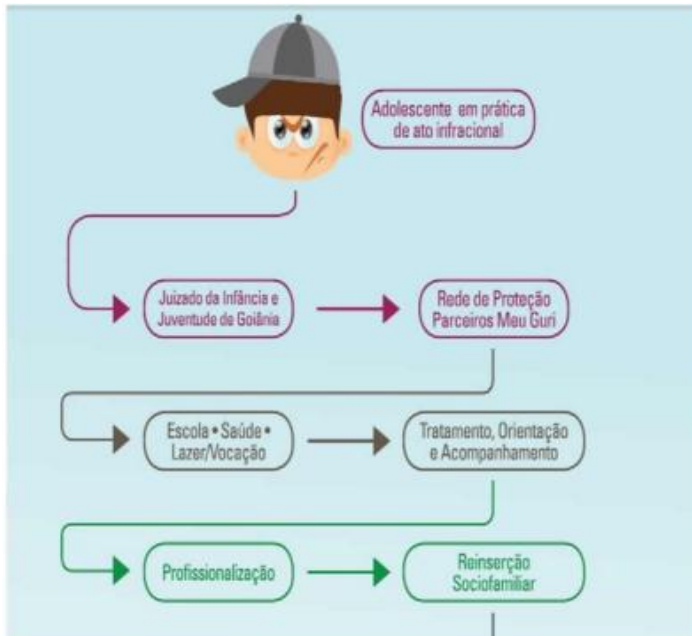 Adolescente em prática
de ato infracional
Juizado da Infância e
Juventude de Goiânia
Rede de Proteção
Parceiros Meu Guri
Escola • Saúde •
Lazer/Vocação
Tratamento, Orientação
e Acompanhamento
Profissionalização
Reinserção
Sociofamiliar